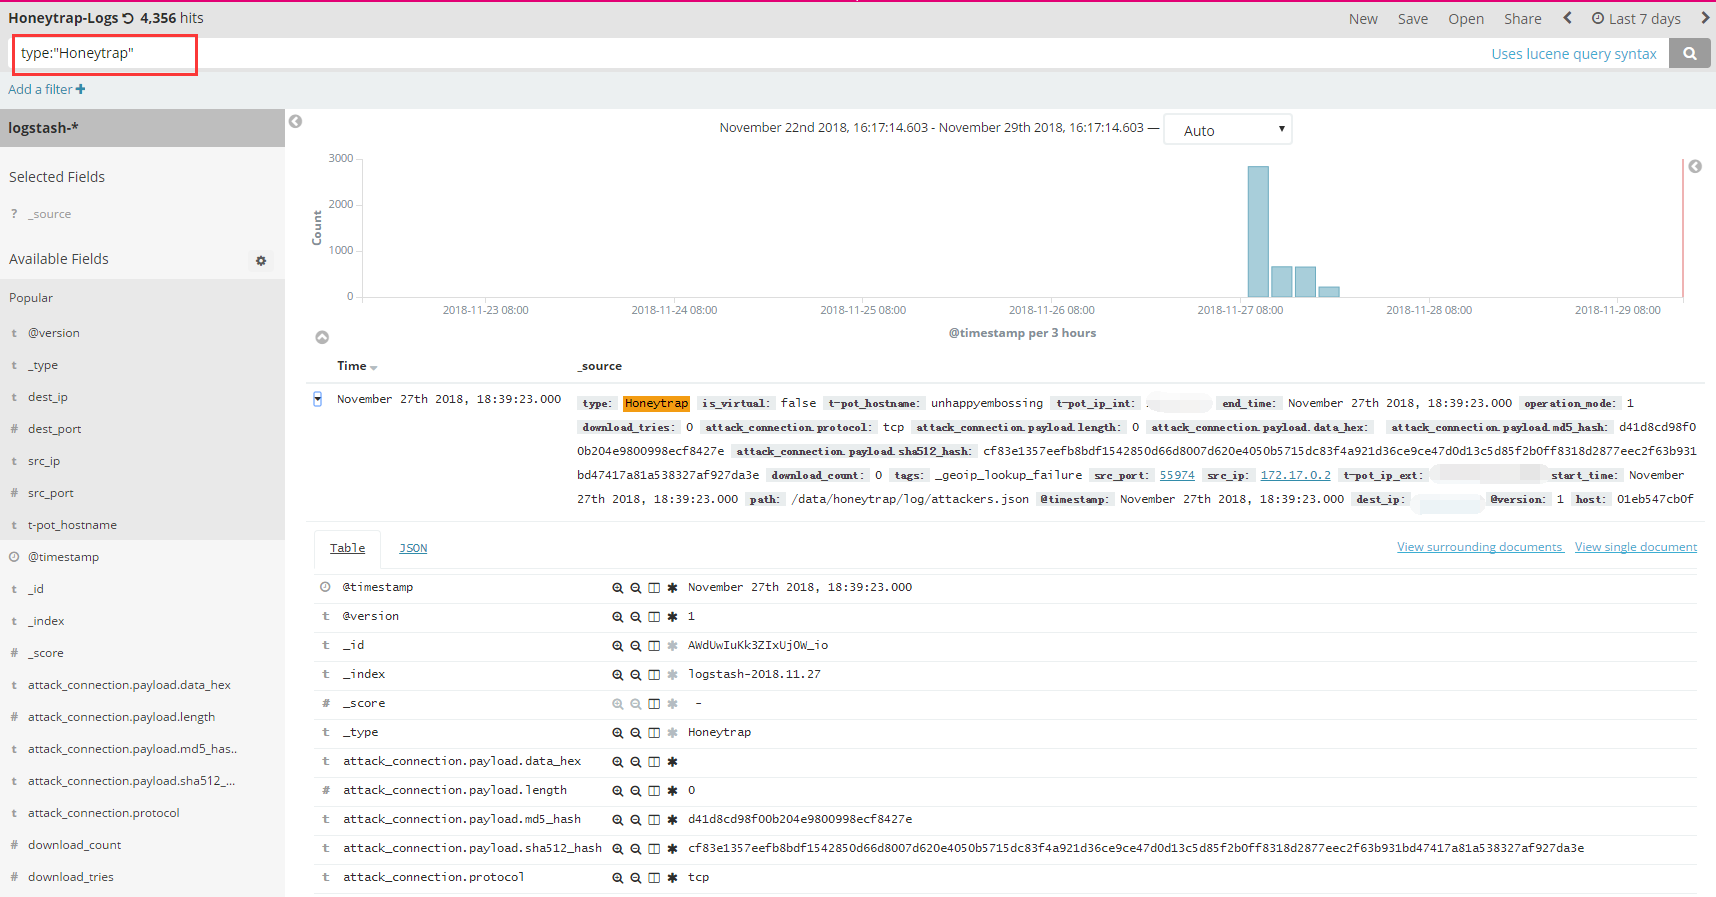 Honeytrap-Logs 4,356 hits
New Save Open Share Last 7 days
type:"Honeytrap"
Uses lucene query syntax
Add a filter
logstash-*
Selected Fields
? _source
Available Fields
Popular
t @version
t _type
t dest_ip
# dest_port
t src_ip
# src_port
t t-pot_hostname
@timestamp
t _id
t _index
# _score
t attack_connection.payload.data_hex
# attack_connection.payload.length
t attack_connection.payload.md5_has..
t attack_connection.payload.sha512_...
t attack_connection.protocol
# download_count
# download_tries
November 22nd 2018, 16:17:14.603 - November 29th 2018, 16:17:14.603 —
Auto
Count
3000
2000
1000
0
2018-11-23 08:00
2018-11-24 08:00
2018-11-25 08:00
2018-11-26 08:00
2018-11-27 08:00
2018-11-28 08:00
2018-11-29 08:00
@timestamp per 3 hours
Time _source
November 27th 2018, 18:39:23.000
type: Honeytrap is_virtual: false t-pot_hostname: unhappyembossing t-pot_ip_int: end_time: November 27th 2018, 18:39:23.000 operation_mode: 1
download_tries: 0 attack_connection.protocol: tcp attack_connection.payload.length: 0 attack_connection.payload.data_hex: attack_connection.payload.md5_hash: d41d8cd98f0
0b204e9800998ecf8427e attack_connection.payload.sha512_hash: cf83e1357eefb8bdf1542850d66d8007d620e4050b5715dc83f4a921d36ce9ce47d0d13c5d85f2b0ff8318d2877eec2f63b931
bd47417a81a538327af927da3e download_count: 0 tags: _geoip_lookup_failure src_port: 55974 src_ip: 172.17.0.2 t-pot_ip_ext: start_time: November
27th 2018, 18:39:23.000 path: /data/honeytrap/log/attackers.json @timestamp: November 27th 2018, 18:39:23.000 dest_ip: @version: 1 host: 01eb547cb0f
Table JSON
View surrounding documents View single document
@timestamp November 27th 2018, 18:39:23.000
t @version 1
t _id AWdUwIuKk3ZIxUjOW_io
t _index logstash-2018.11.27
# _score -
t _type Honeytrap
t attack_connection.payload.data_hex
# attack_connection.payload.length 0
t attack_connection.payload.md5_hash d41d8cd98f00b204e9800998ecf8427e
t attack_connection.payload.sha512_hash cf83e1357eefb8bdf1542850d66d8007d620e4050b5715dc83f4a921d36ce9ce47d0d13c5d85f2b0ff8318d2877eec2f63b931bd47417a81a538327af927da3e
t attack_connection.protocol tcp